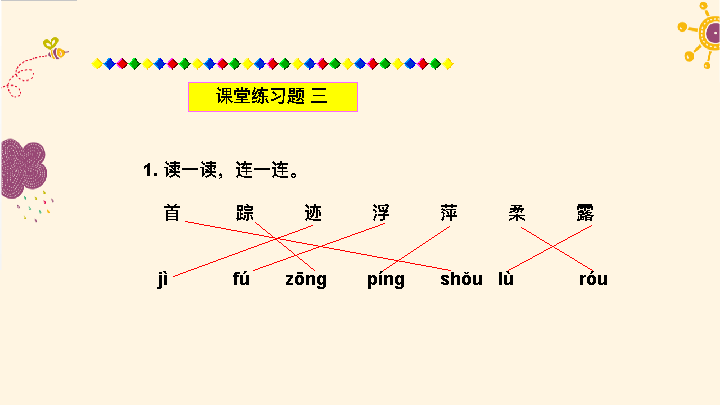 课堂练习题 三
1. 读一读，连一连。
首 踪 迹 浮 萍 柔 露
jì fú zōng píng shǒu lù róu